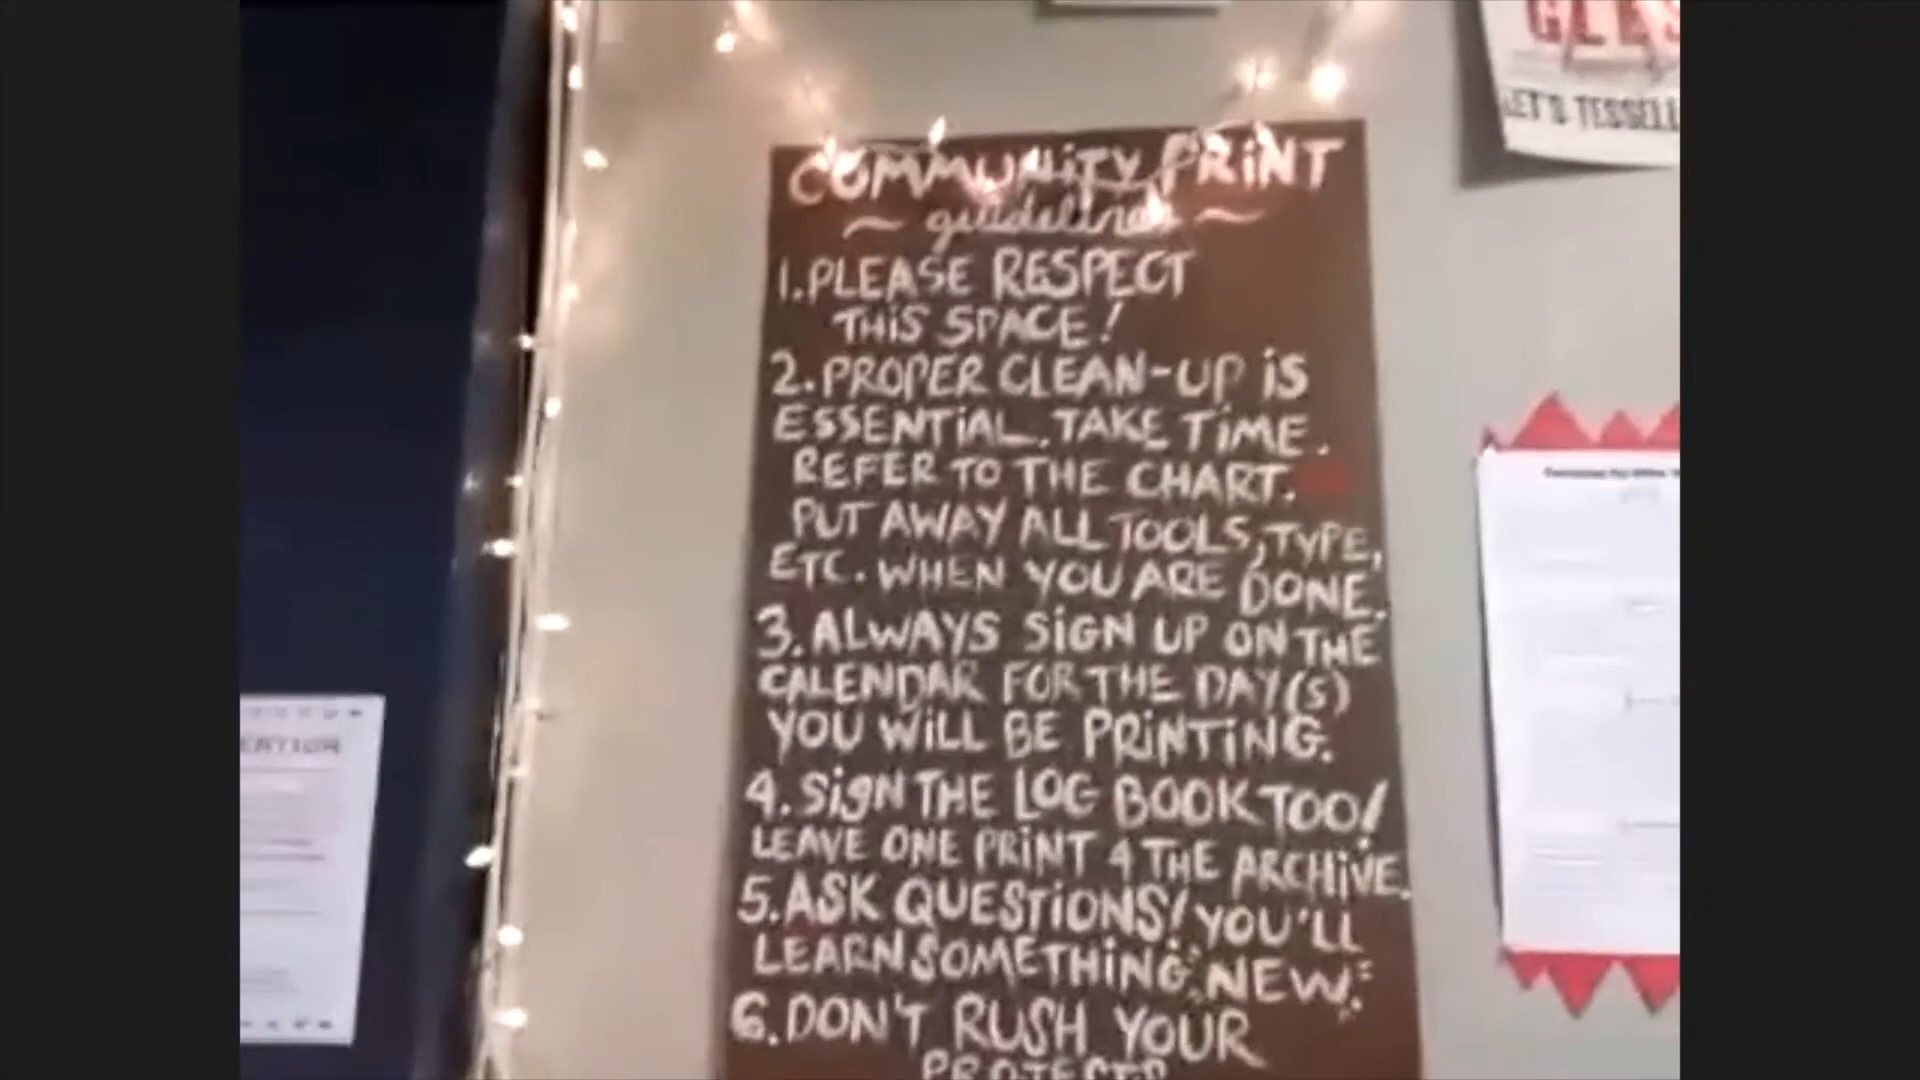 COMMUNITY PRINT
~ guidelines ~
1. PLEASE RESPECT
THIS SPACE!
2. PROPER CLEAN-UP IS
ESSENTIAL. TAKE TIME.
REFER TO THE CHART.
PUT AWAY ALL TOOLS, TYPE,
ETC. WHEN YOU ARE DONE.
3. ALWAYS SIGN UP ON THE
CALENDAR FOR THE DAY(S)
YOU WILL BE PRINTING.
4. SIGN THE LOG BOOK TOO!
LEAVE ONE PRINT 4 THE ARCHIVE.
5. ASK QUESTIONS! YOU'LL
LEARN SOMETHING NEW.
6. DON'T RUSH YOUR
PROJECTS
LET'S